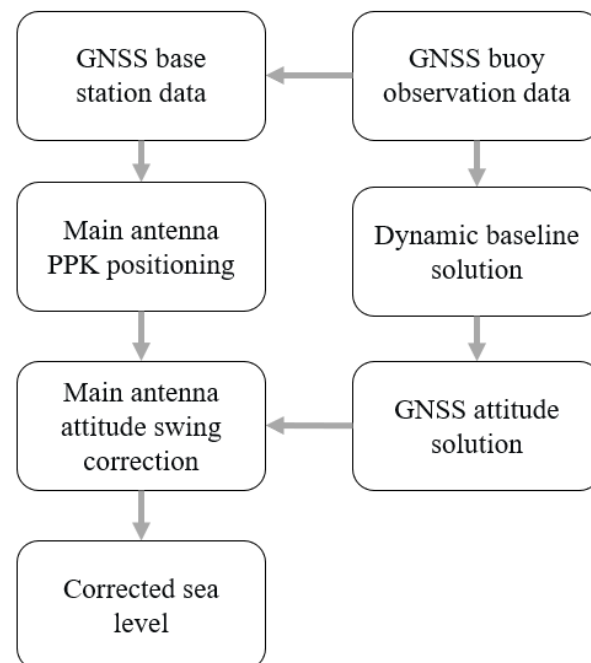 GNSS base
station data
GNSS buoy
observation data
Main antenna
PPK positioning
Dynamic baseline
solution
Main antenna
attitude swing
correction
GNSS attitude
solution
Corrected sea
level